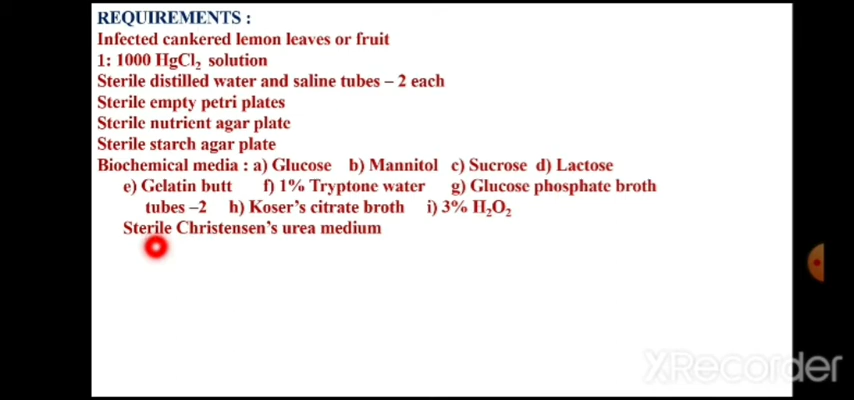 REQUIREMENTS :
Infected cankered lemon leaves or fruit
1: 1000 HgCl₂ solution
Sterile distilled water and saline tubes – 2 each
Sterile empty petri plates
Sterile nutrient agar plate
Sterile starch agar plate
Biochemical media : a) Glucose b) Mannitol c) Sucrose d) Lactose
e) Gelatin butt f) 1% Tryptone water g) Glucose phosphate broth
tubes –2 h) Koser's citrate broth i) 3% H₂O₂
Sterile Christensen's urea medium
XRecorder